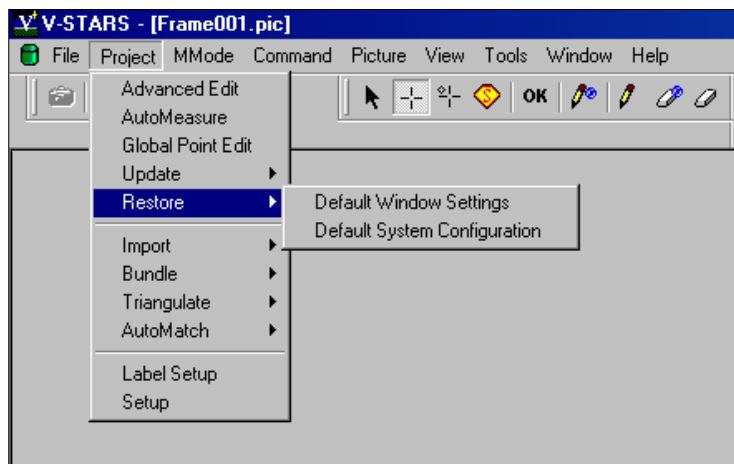 V-STARS - [Frame001.pic]
File Project MMode Command Picture View Tools Window Help
OK
Advanced Edit
AutoMeasure
Global Point Edit
Update
Restore
Default Window Settings
Default System Configuration
Import
Bundle
Triangulate
AutoMatch
Label Setup
Setup